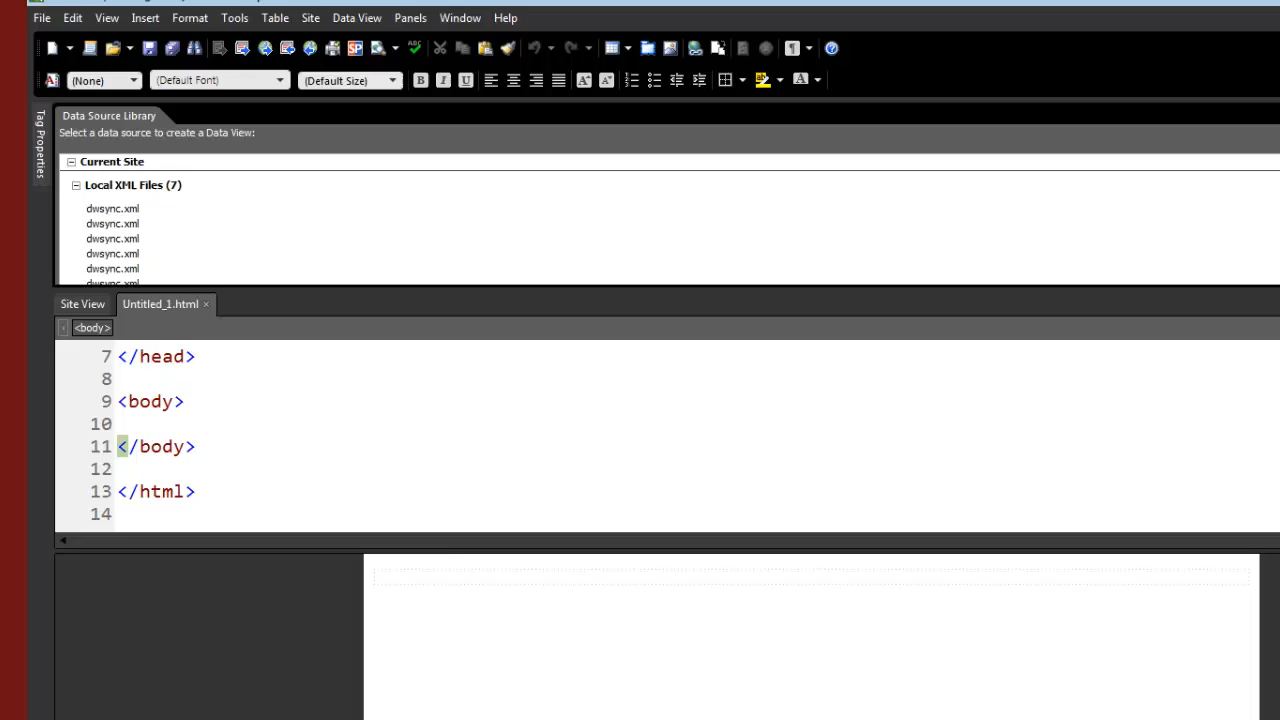 File Edit View Insert Format Tools Table Site Data View Panels Window Help
(None) (Default Font) (Default Size) B I U
Tag Properties
Data Source Library
Select a data source to create a Data View:
Current Site
Local XML Files (7)
dwsync.xml
dwsync.xml
dwsync.xml
dwsync.xml
dwsync.xml
Site View Untitled_1.html ×
<body>
7 </head>
8
9 <body>
10
11 </body>
12
13 </html>
14